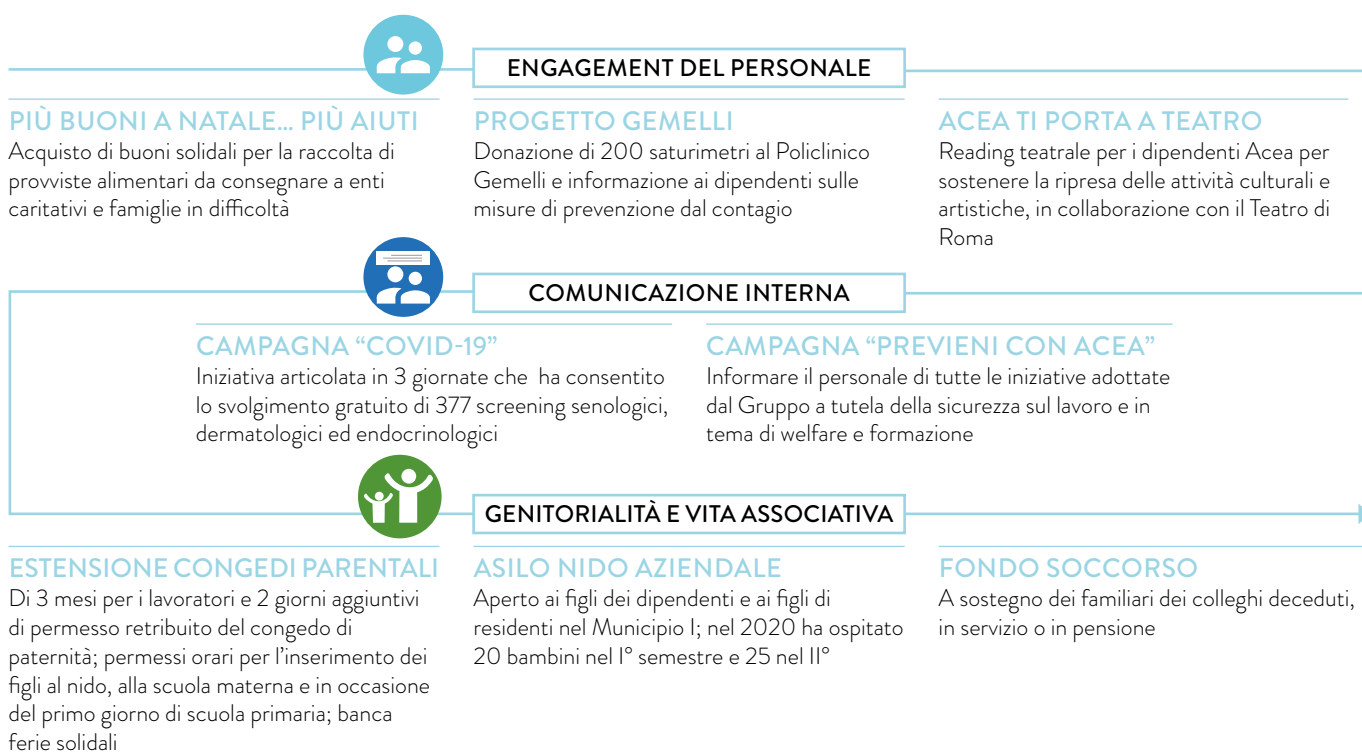 ENGAGEMENT DEL PERSONALE
PIÙ BUONI A NATALE... PIÙ AIUTI
Acquisto di buoni solidali per la raccolta di
provviste alimentari da consegnare a enti
caritativi e famiglie in difficoltà
PROGETTO GEMELLI
Donazione di 200 saturimetri al Policlinico
Gemelli e informazione ai dipendenti sulle
misure di prevenzione dal contagio
ACEA TI PORTA A TEATRO
Reading teatrale per i dipendenti Acea per
sostenere la ripresa delle attività culturali e
artistiche, in collaborazione con il Teatro di
Roma
COMUNICAZIONE INTERNA
CAMPAGNA “COVID-19”
Iniziativa articolata in 3 giornate che ha consentito
lo svolgimento gratuito di 377 screening senologici,
dermatologici ed endocrinologici
CAMPAGNA “PREVIENI CON ACEA”
Informare il personale di tutte le iniziative adottate
dal Gruppo a tutela della sicurezza sul lavoro e in
tema di welfare e formazione
GENITORIALITÀ E VITA ASSOCIATIVA
ESTENSIONE CONGEDI PARENTALI
Di 3 mesi per i lavoratori e 2 giorni aggiuntivi
di permesso retribuito del congedo di
paternità; permessi orari per l’inserimento dei
figli al nido, alla scuola materna e in occasione
del primo giorno di scuola primaria; banca
ferie solidali
ASILO NIDO AZIENDALE
Aperto ai figli dei dipendenti e ai figli di
residenti nel Municipio I; nel 2020 ha ospitato
20 bambini nel I° semestre e 25 nel II°
FONDO SOCCORSO
A sostegno dei familiari dei colleghi deceduti,
in servizio o in pensione